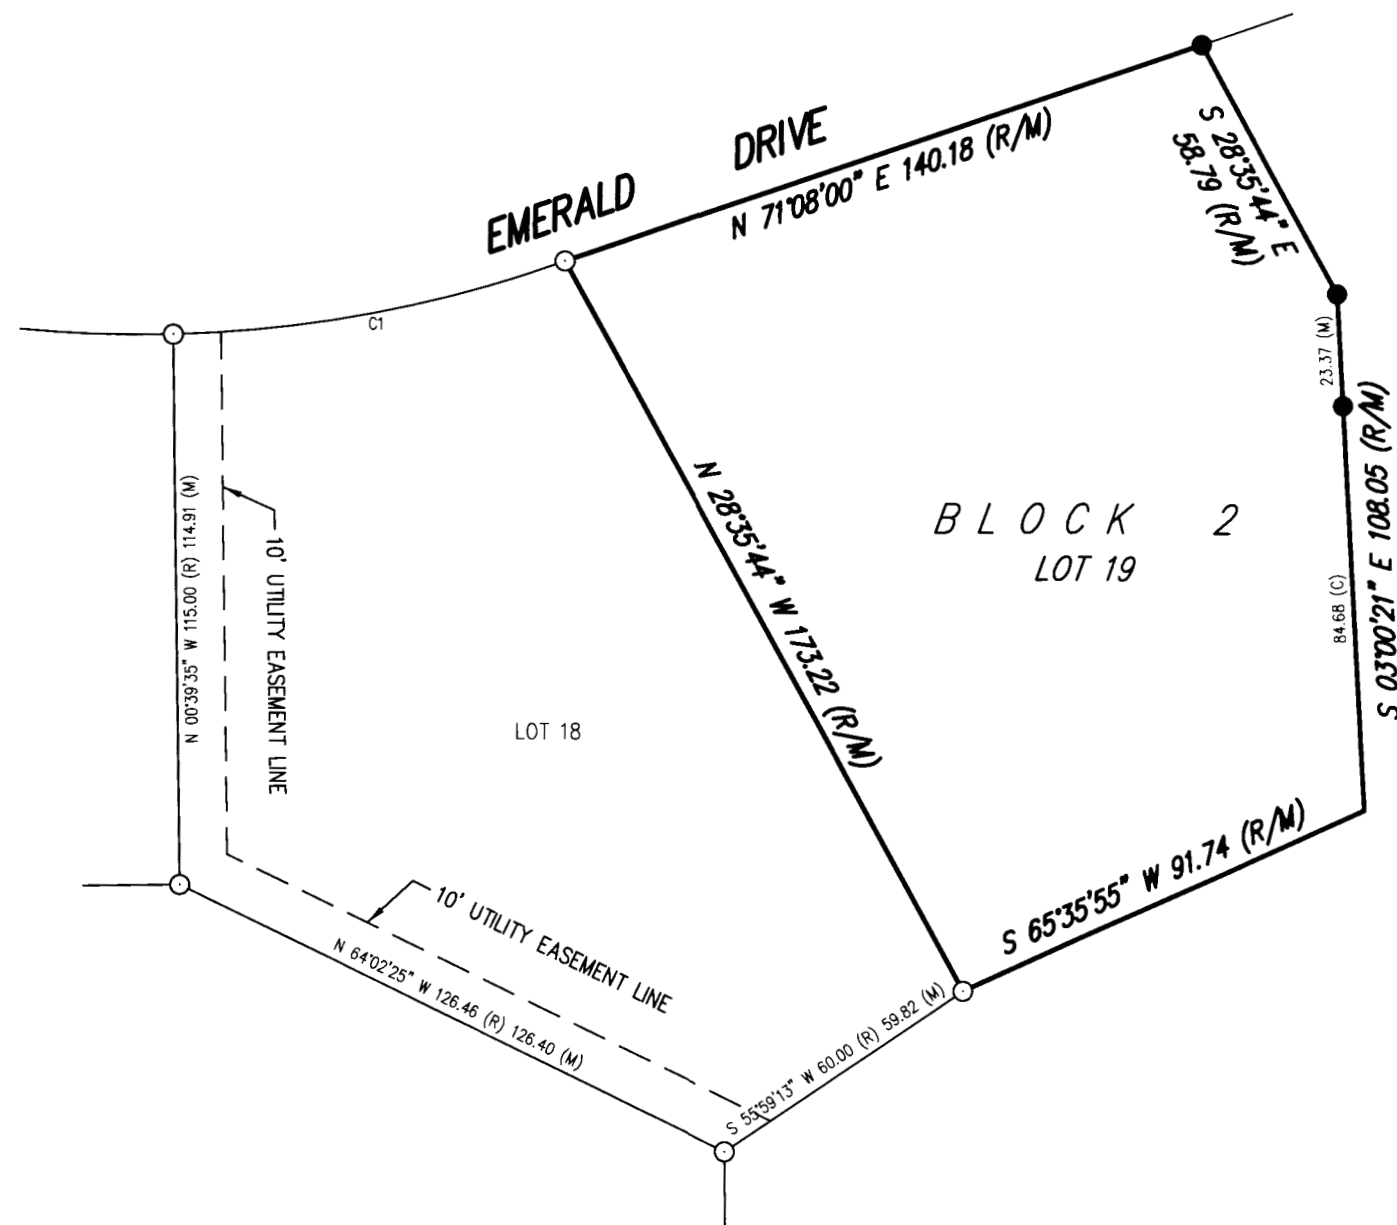 EMERALD DRIVE
N 71°08'00" E 140.18 (R/M)
S 28°35'44" E
58.79 (R/M)
C1
23.37 (M)
S 03°00'21" E 108.05 (R/M)
84.68 (C)
N 00°39'35" W 115.00 (R) 114.91 (M)
10' UTILITY EASEMENT LINE
N 28°35'44" W 173.22 (R/M)
BLOCK 2
LOT 19
LOT 18
S 65°35'55" W 91.74 (R/M)
10' UTILITY EASEMENT LINE
N 64°02'25" W 126.46 (R) 126.40 (M)
S 55°59'13" W 60.00 (R) 59.82 (M)